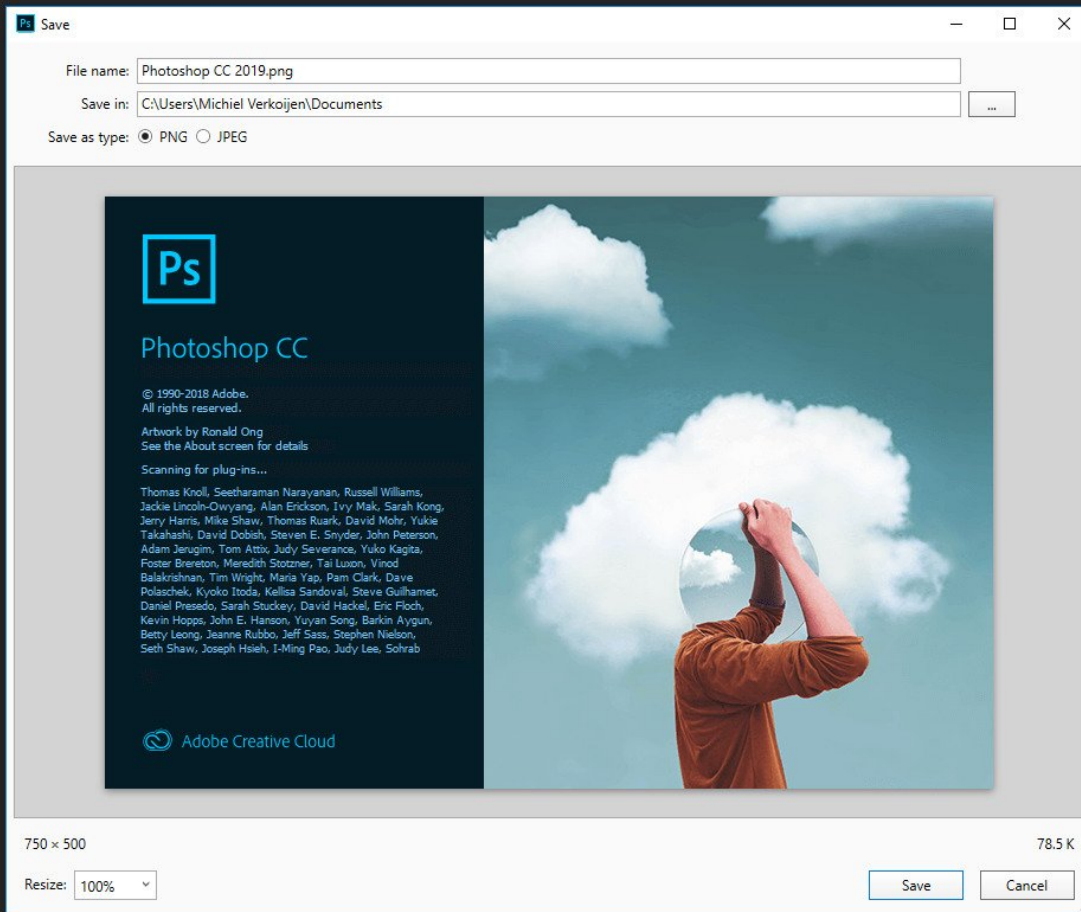 Ps Save
File name: Photoshop CC 2019.png
Save in: C:\Users\Michiel Verkoijen\Documents ...
Save as type: PNG JPEG
Ps
Photoshop CC
© 1990-2018 Adobe.
All rights reserved.
Artwork by Ronald Ong
See the About screen for details
Scanning for plug-ins...
Thomas Knoll, Seetharaman Narayanan, Russell Williams,
Jackie Lincoln-Owyang, Alan Erickson, Ivy Mak, Sarah Kong,
Jerry Harris, Mike Shaw, Thomas Ruark, David Mohr, Yukie
Takahashi, David Dobish, Steven E. Snyder, John Peterson,
Adam Jerugim, Tom Attix, Judy Severance, Yuko Kagita,
Foster Brereton, Meredith Stotzner, Tai Luxon, Vinod
Balakrishnan, Tim Wright, Maria Yap, Pam Clark, Dave
Polaschek, Kyoko Itoda, Kellisa Sandoval, Steve Guilhamet,
Daniel Presedo, Sarah Stuckey, David Hackel, Eric Floch,
Kevin Hopps, John E. Hanson, Yuyan Song, Barkin Aygun,
Betty Leong, Jeanne Rubbo, Jeff Sass, Stephen Nielson,
Seth Shaw, Joseph Hsieh, I-Ming Pao, Judy Lee, Sohrab
Adobe Creative Cloud
750 × 500 78.5 K
Resize: 100% Save Cancel